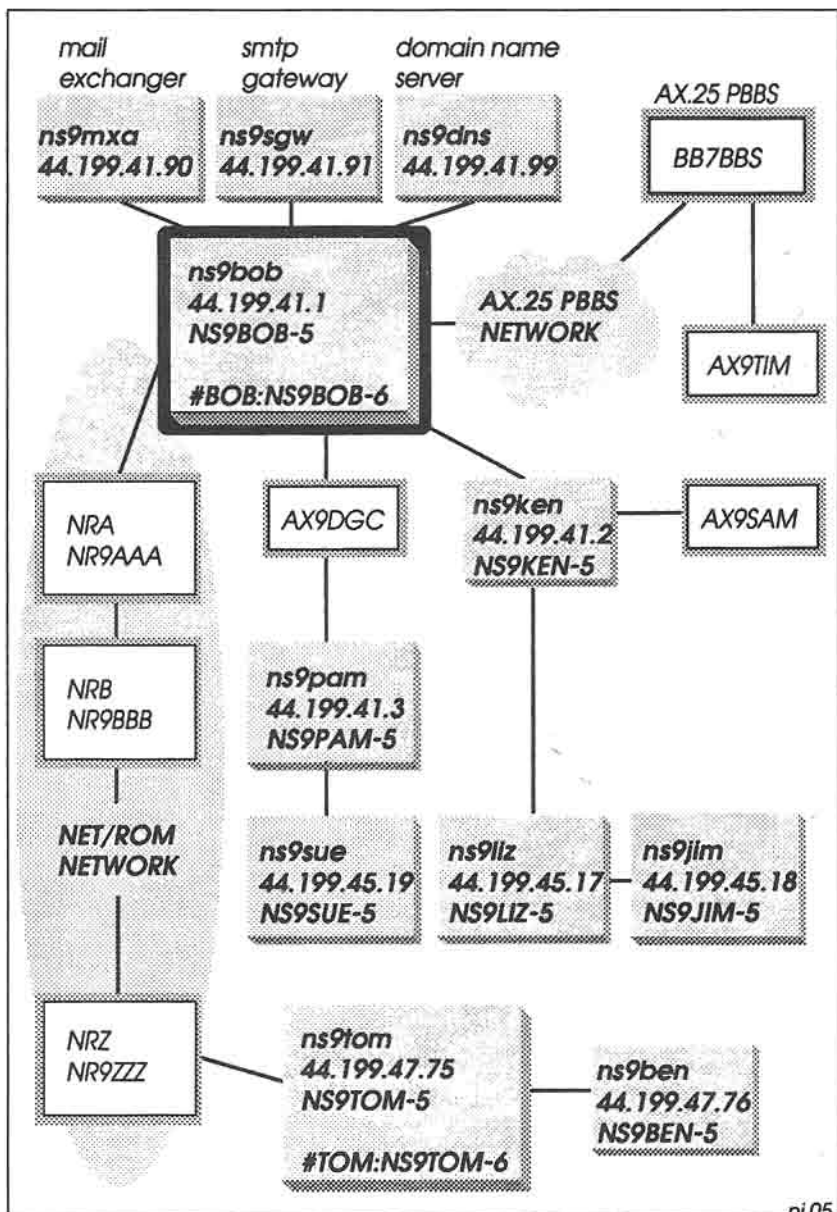 mail
exchanger
smtp
gateway
domain name
server
ns9mxa
44.199.41.90
ns9sgw
44.199.41.91
ns9dns
44.199.41.99
AX.25 PBBS
BB7BBS
ns9bob
44.199.41.1
NS9BOB-5
#BOB:NS9BOB-6
AX.25 PBBS
NETWORK
AX9TIM
NRA
NR9AAA
AX9DGC
ns9ken
44.199.41.2
NS9KEN-5
AX9SAM
NRB
NR9BBB
ns9pam
44.199.41.3
NS9PAM-5
NET/ROM
NETWORK
ns9sue
44.199.45.19
NS9SUE-5
ns9liz
44.199.45.17
NS9LIZ-5
ns9jim
44.199.45.18
NS9JIM-5
NRZ
NR9ZZZ
ns9tom
44.199.47.75
NS9TOM-5
#TOM:NS9TOM-6
ns9ben
44.199.47.76
NS9BEN-5